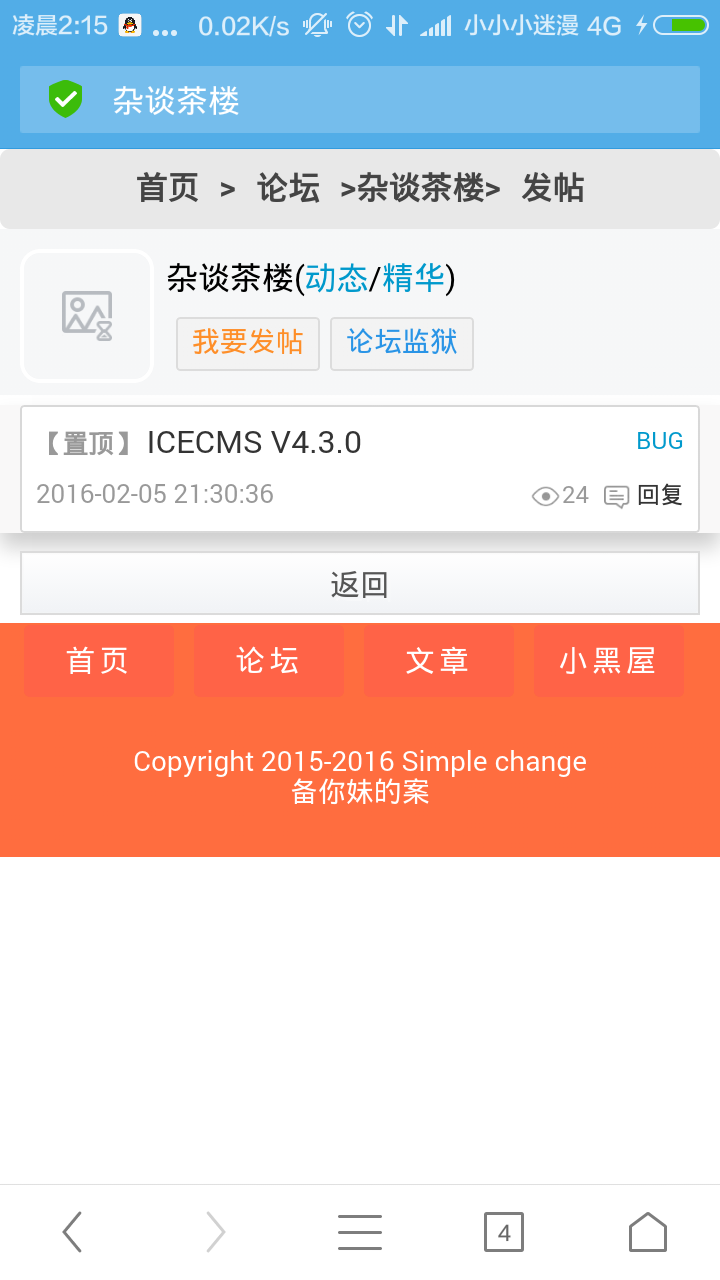 凌晨2:15 ... 0.02K/s 小小小迷漫 4G
杂谈茶楼
首页 > 论坛 >杂谈茶楼> 发帖
杂谈茶楼(动态/精华)
我要发帖 论坛监狱
【置顶】ICECMS V4.3.0 BUG
2016-02-05 21:30:36 24 回复
返回
首页 论坛 文章 小黑屋
Copyright 2015-2016 Simple change
备你妹的案
4